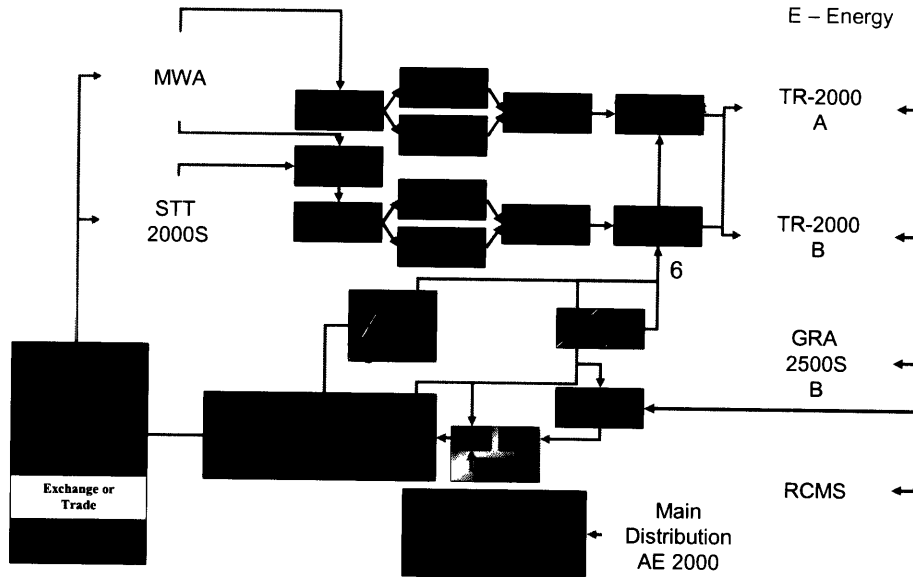 E – Energy
MWA
TR-2000
A
STT
2000S
TR-2000
B
6
GRA
2500S
B
Exchange or
Trade
RCMS
Main
Distribution
AE 2000